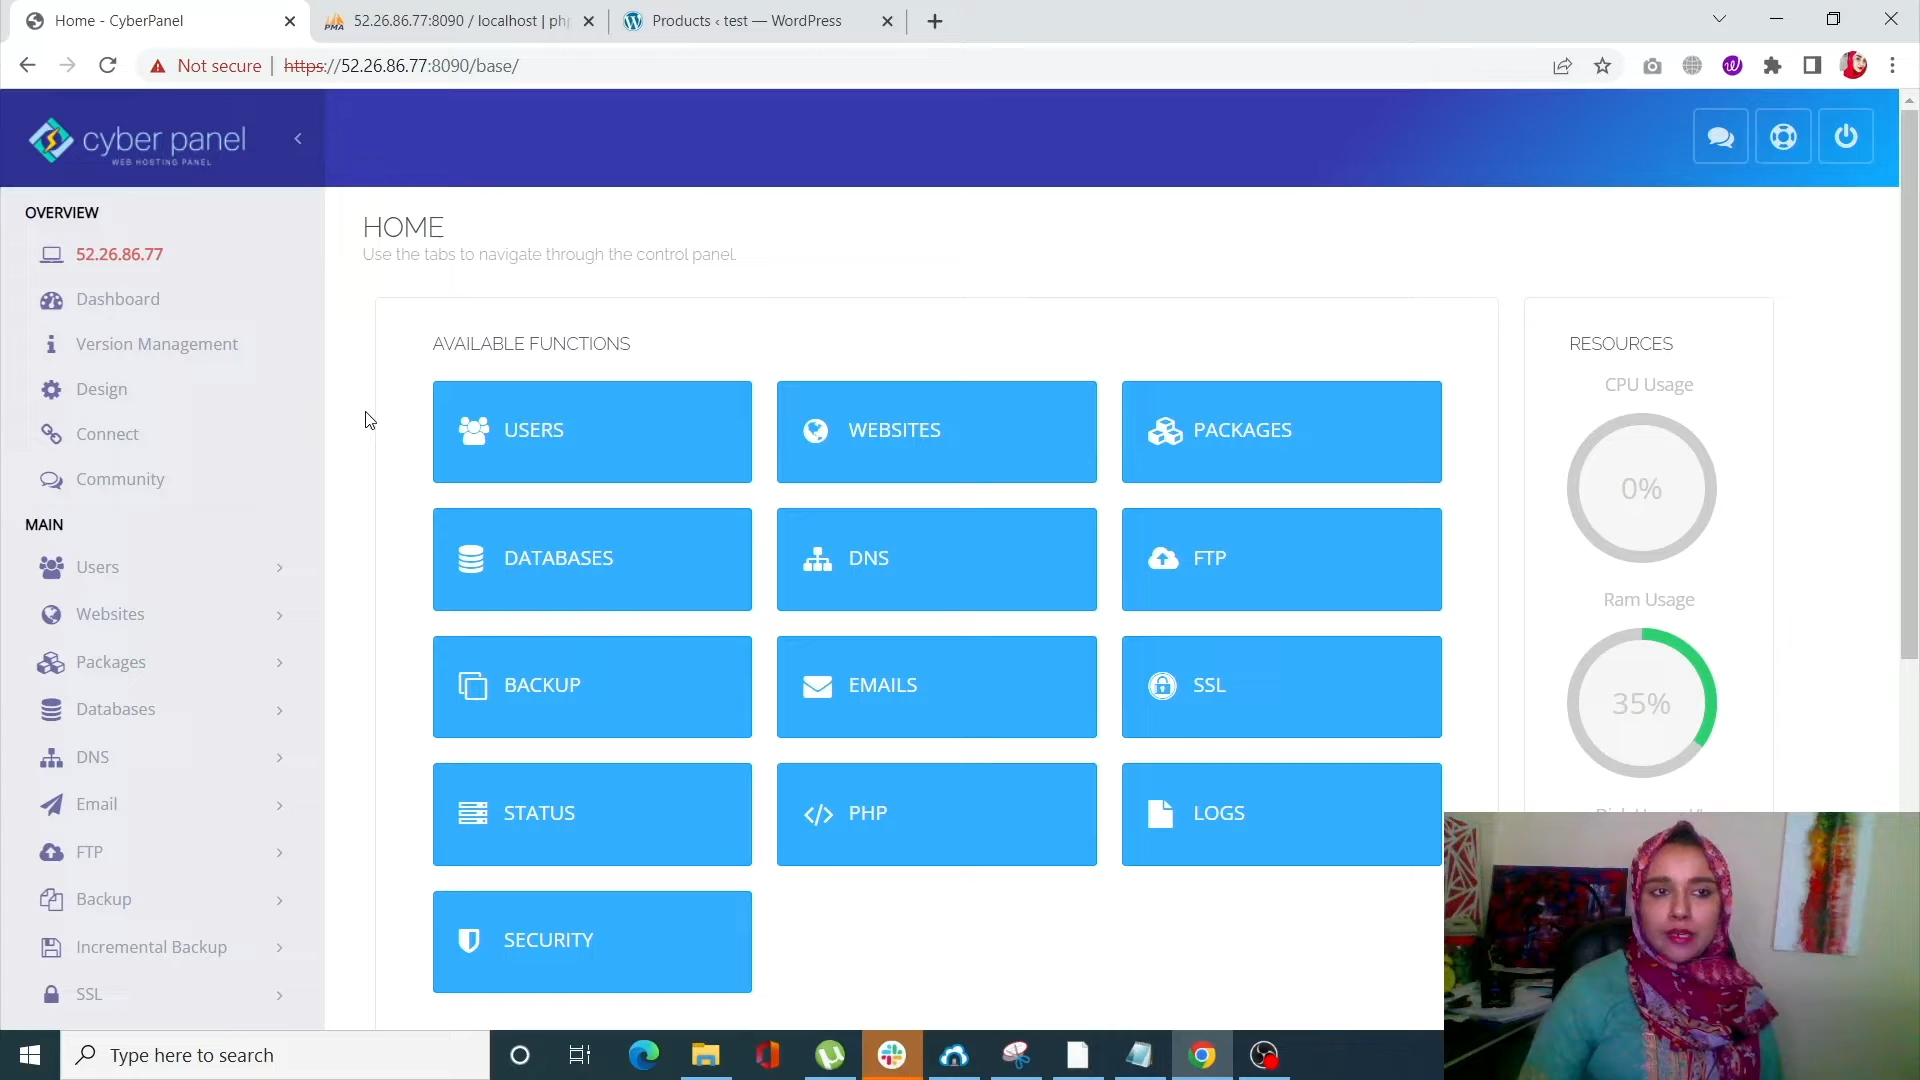 Home - CyberPanel
52.26.86.77:8090 / localhost | ph
Products ‹ test — WordPress
Not secure | https://52.26.86.77:8090/base/
cyber panel
WEB HOSTING PANEL
OVERVIEW
52.26.86.77
Dashboard
Version Management
Design
Connect
Community
MAIN
Users
Websites
Packages
Databases
DNS
Email
FTP
Backup
Incremental Backup
SSL
HOME
Use the tabs to navigate through the control panel.
AVAILABLE FUNCTIONS
USERS
WEBSITES
PACKAGES
DATABASES
DNS
FTP
BACKUP
EMAILS
SSL
STATUS
PHP
LOGS
SECURITY
RESOURCES
CPU Usage
0%
Ram Usage
35%
Type here to search